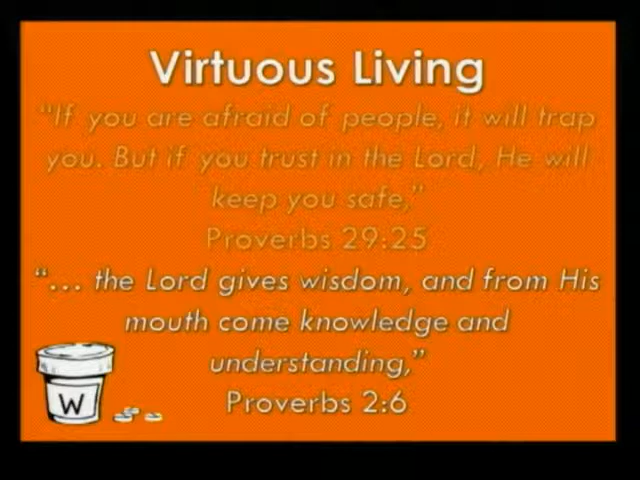 Virtuous Living
“If you are afraid of people, it will trap
you. But if you trust in the Lord, He will
keep you safe,”
Proverbs 29:25
“... the Lord gives wisdom, and from His
mouth come knowledge and
understanding,”
Proverbs 2:6
W